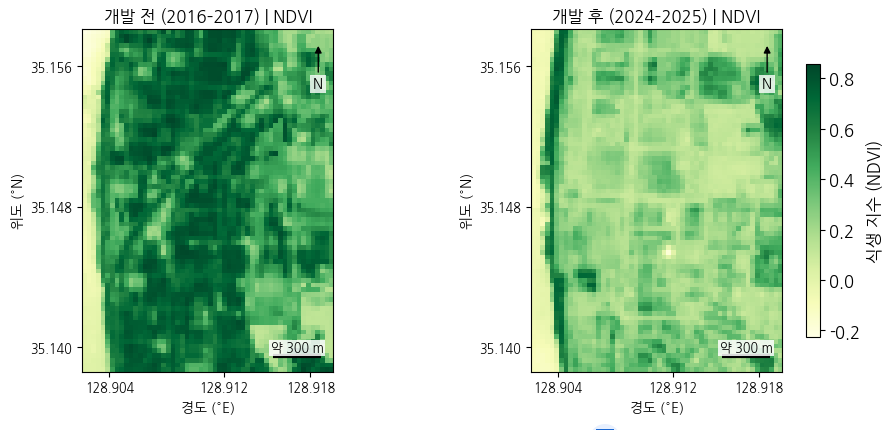 개발 전 (2016-2017) | NDVI
35.156
35.148
35.140
위도 (°N)
N
약 300 m
128.904
128.912
128.918
경도 (°E)
개발 후 (2024-2025) | NDVI
35.156
35.148
35.140
위도 (°N)
N
약 300 m
128.904
128.912
128.918
경도 (°E)
0.8
0.6
0.4
0.2
0.0
-0.2
식생 지수 (NDVI)